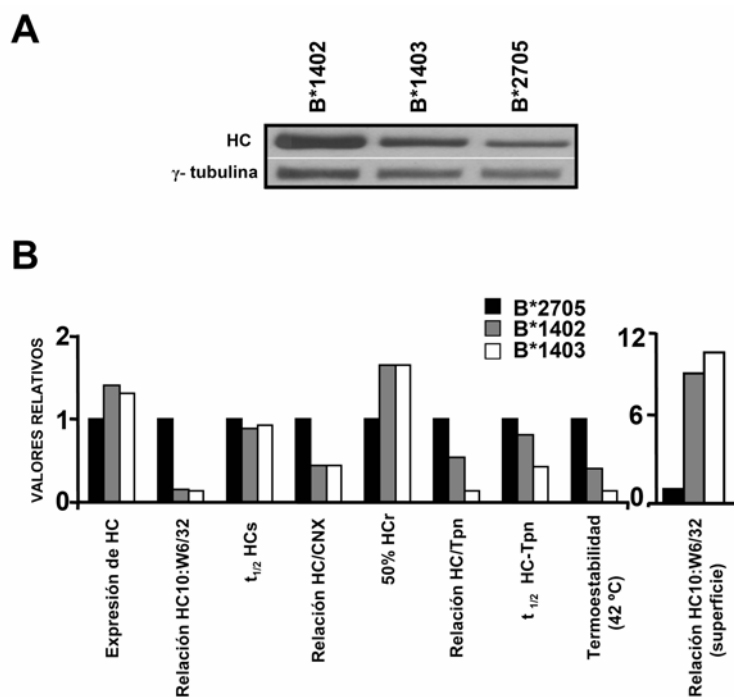 A
B*1402
B*1403
B*2705
HC
γ- tubulina
B
B*2705
B*1402
B*1403
VALORES RELATIVOS
2
1
0
12
6
0
Expresión de HC
Relación HC10:W6/32
t1/2 HCs
Relación HC/CNX
50% HCr
Relación HC/Tpn
t 1/2 HC-Tpn
Termoestabilidad
(42 ºC)
Relación HC10:W6/32
(superficie)